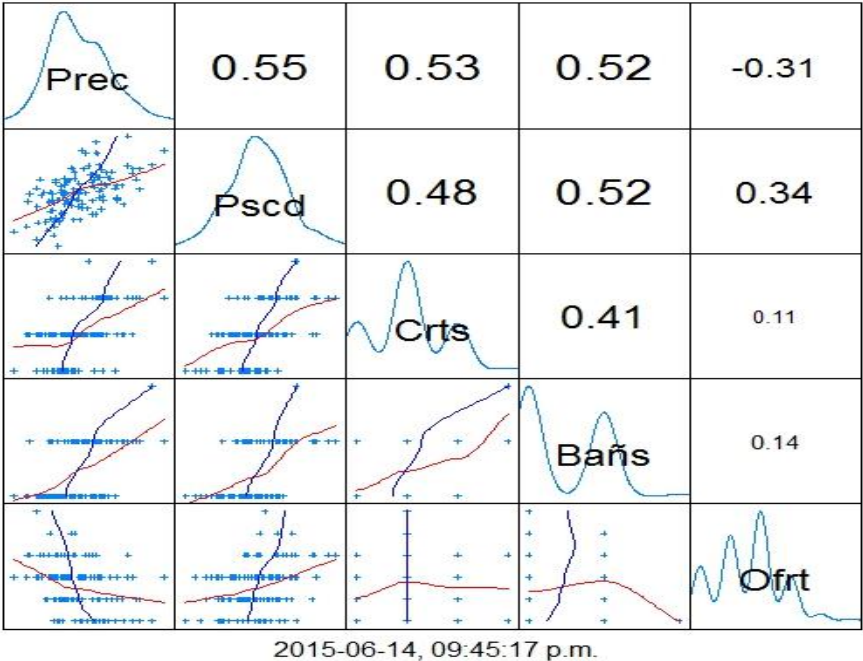 Prec 0.55 0.53 0.52 -0.31
Pscd 0.48 0.52 0.34
Crts 0.41 0.11
Bañs 0.14
Ofrt
2015-06-14, 09:45:17 p.m.